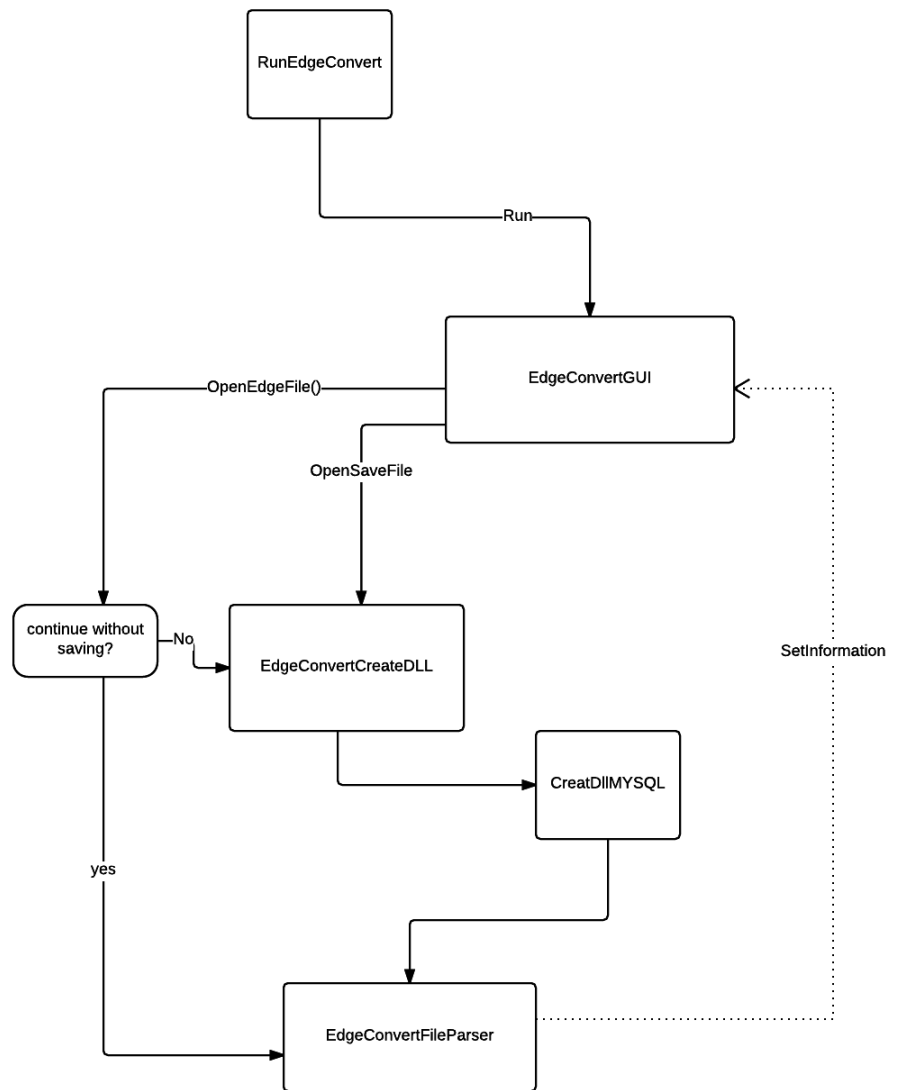 RunEdgeConvert
Run
EdgeConvertGUI
OpenEdgeFile()
OpenSaveFile
continue without
saving?
No
EdgeConvertCreateDLL
SetInformation
CreatDllMYSQL
yes
EdgeConvertFileParser